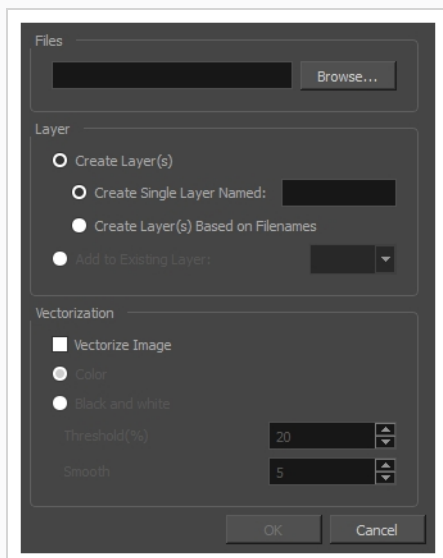 Files
Browse...
Layer
Create Layer(s)
Create Single Layer Named:
Create Layer(s) Based on Filenames
Add to Existing Layer:
Vectorization
Vectorize Image
Color
Black and white
Threshold(%) 20
Smooth 5
OK Cancel